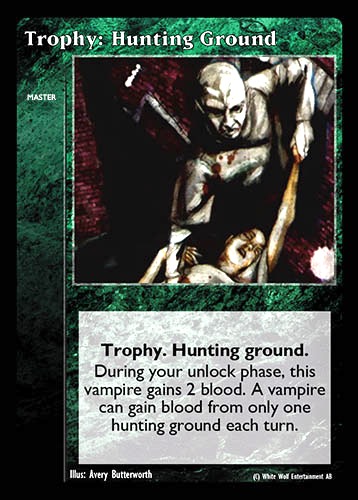 Trophy: Hunting Ground
MASTER
Trophy. Hunting ground.
During your unlock phase, this
vampire gains 2 blood. A vampire
can gain blood from only one
hunting ground each turn.
Illus: Avery Butterworth
(C) White Wolf Entertainment AB